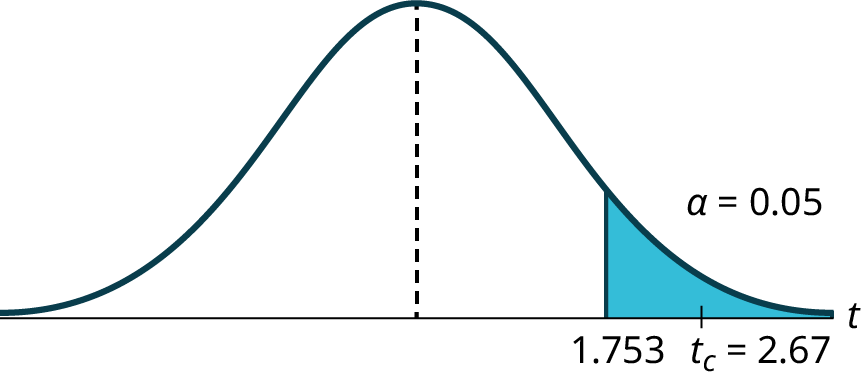 α = 0.05
t
1.753
t_c = 2.67